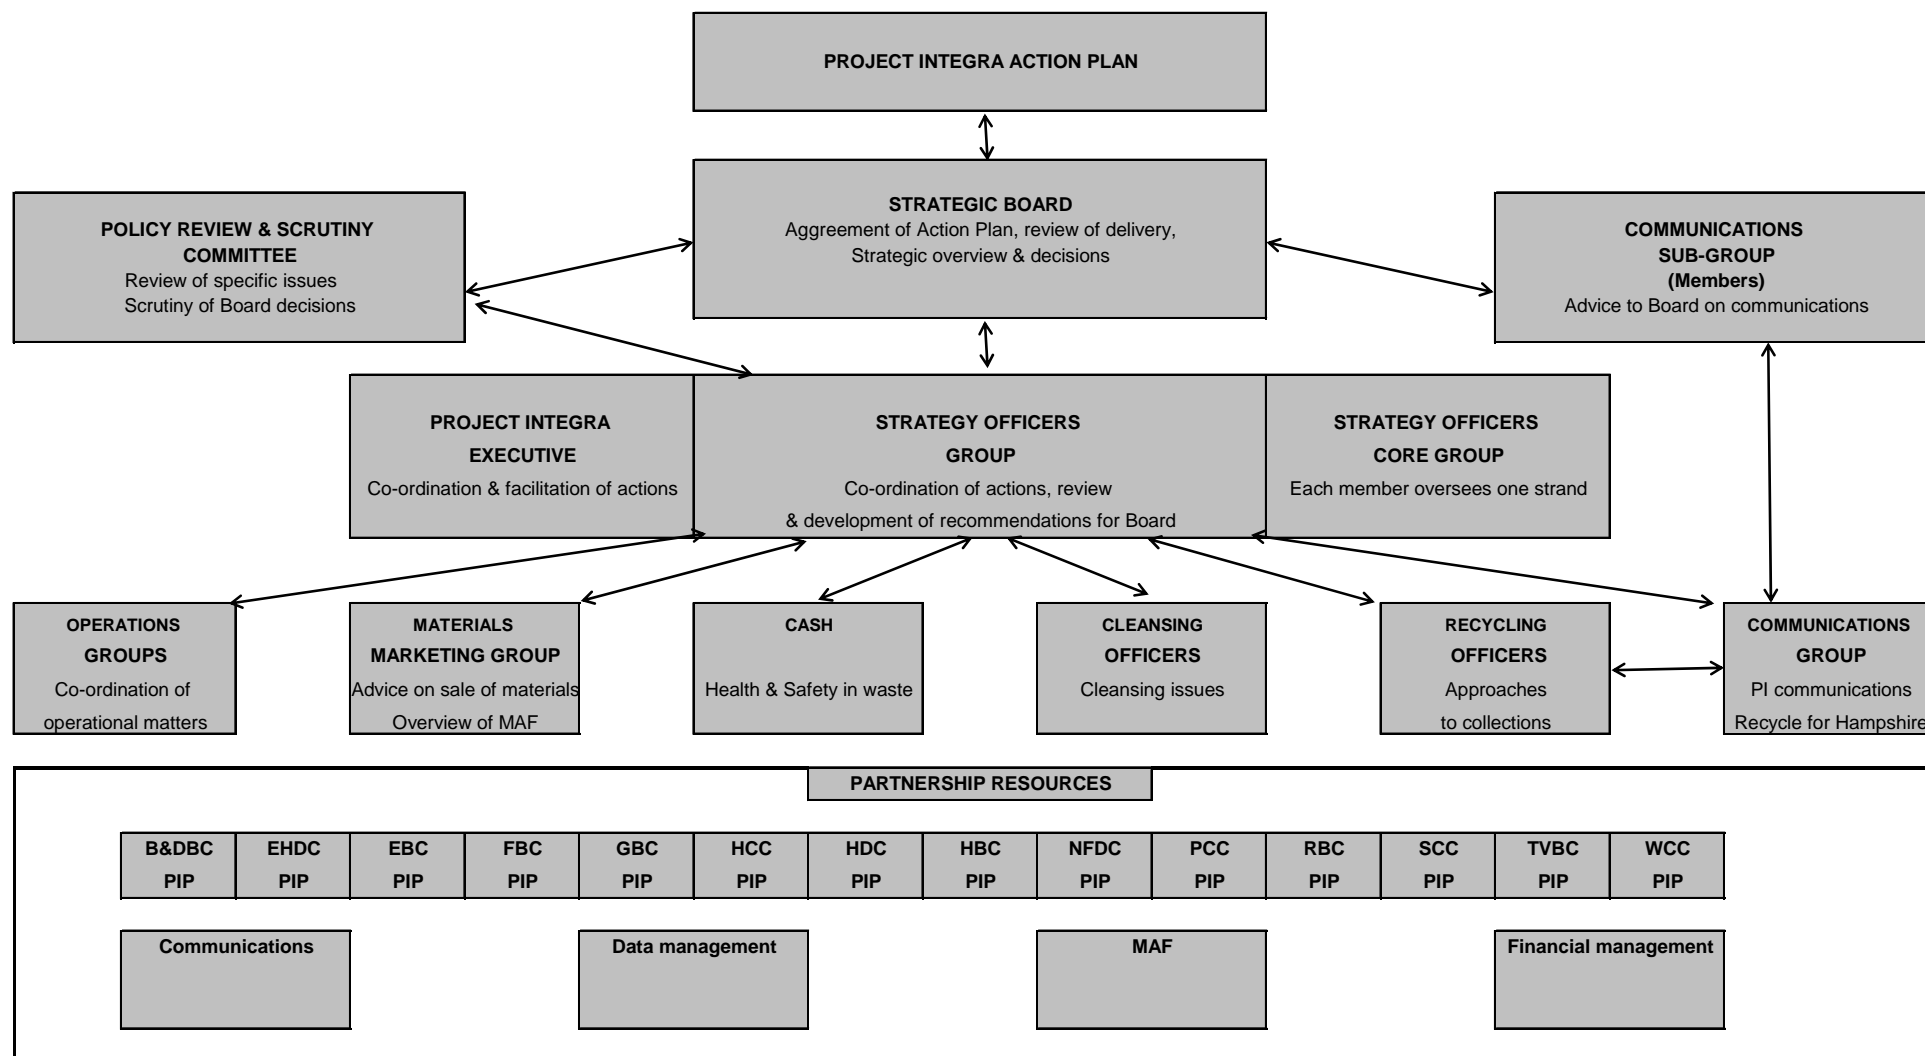 PROJECT INTEGRA ACTION PLAN
STRATEGIC BOARD
Aggreement of Action Plan, review of delivery,
Strategic overview & decisions
POLICY REVIEW & SCRUTINY
COMMITTEE
Review of specific issues
Scrutiny of Board decisions
COMMUNICATIONS
SUB-GROUP
(Members)
Advice to Board on communications
PROJECT INTEGRA
EXECUTIVE
Co-ordination & facilitation of actions
STRATEGY OFFICERS
GROUP
Co-ordination of actions, review
& development of recommendations for Board
STRATEGY OFFICERS
CORE GROUP
Each member oversees one strand
OPERATIONS
GROUPS
Co-ordination of
operational matters
MATERIALS
MARKETING GROUP
Advice on sale of materials
Overview of MAF
CASH
Health & Safety in waste
CLEANSING
OFFICERS
Cleansing issues
RECYCLING
OFFICERS
Approaches
to collections
COMMUNICATIONS
GROUP
PI communications
Recycle for Hampshire
PARTNERSHIP RESOURCES
B&DBC
PIP
EHDC
PIP
EBC
PIP
FBC
PIP
GBC
PIP
HCC
PIP
HDC
PIP
HBC
PIP
NFDC
PIP
PCC
PIP
RBC
PIP
SCC
PIP
TVBC
PIP
WCC
PIP
Communications
Data management
MAF
Financial management